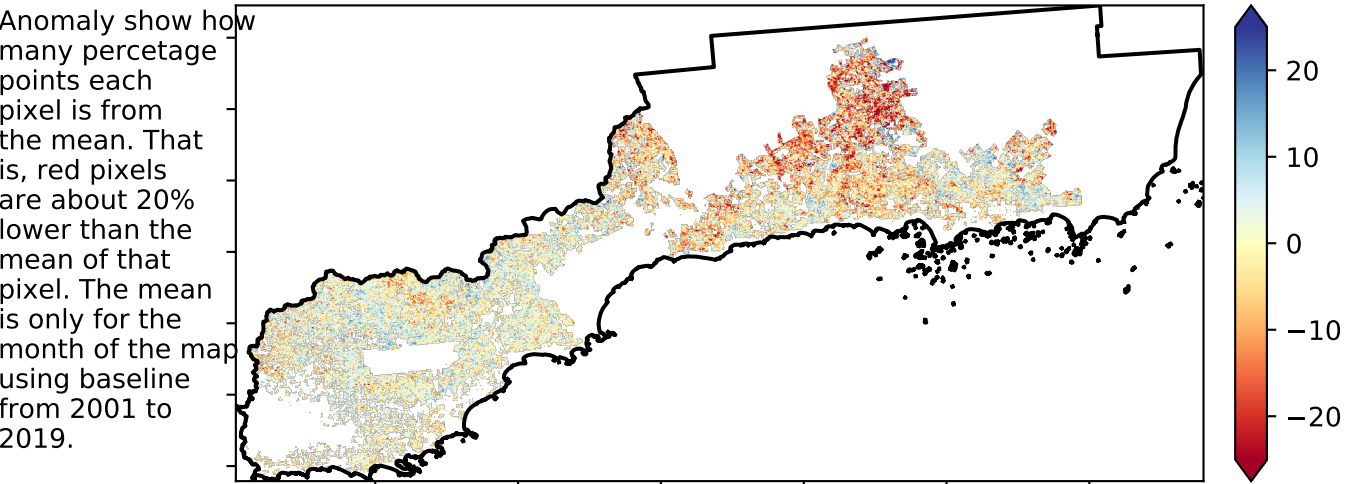 Anomaly show how
many percetage
points each
pixel is from
the mean. That
is, red pixels
are about 20%
lower than the
mean of that
pixel. The mean
is only for the
month of the map
using baseline
from 2001 to
2019.
20
10
0
−10
−20